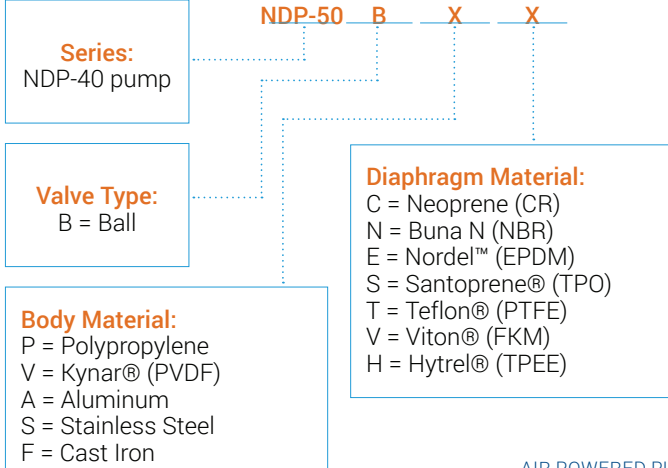 NDP-50 B X X
Series:
NDP-40 pump
Valve Type:
B = Ball
Body Material:
P = Polypropylene
V = Kynar® (PVDF)
A = Aluminum
S = Stainless Steel
F = Cast Iron
Diaphragm Material:
C = Neoprene (CR)
N = Buna N (NBR)
E = Nordel™ (EPDM)
S = Santoprene® (TPO)
T = Teflon® (PTFE)
V = Viton® (FKM)
H = Hytrel® (TPEE)
AIR POWERED